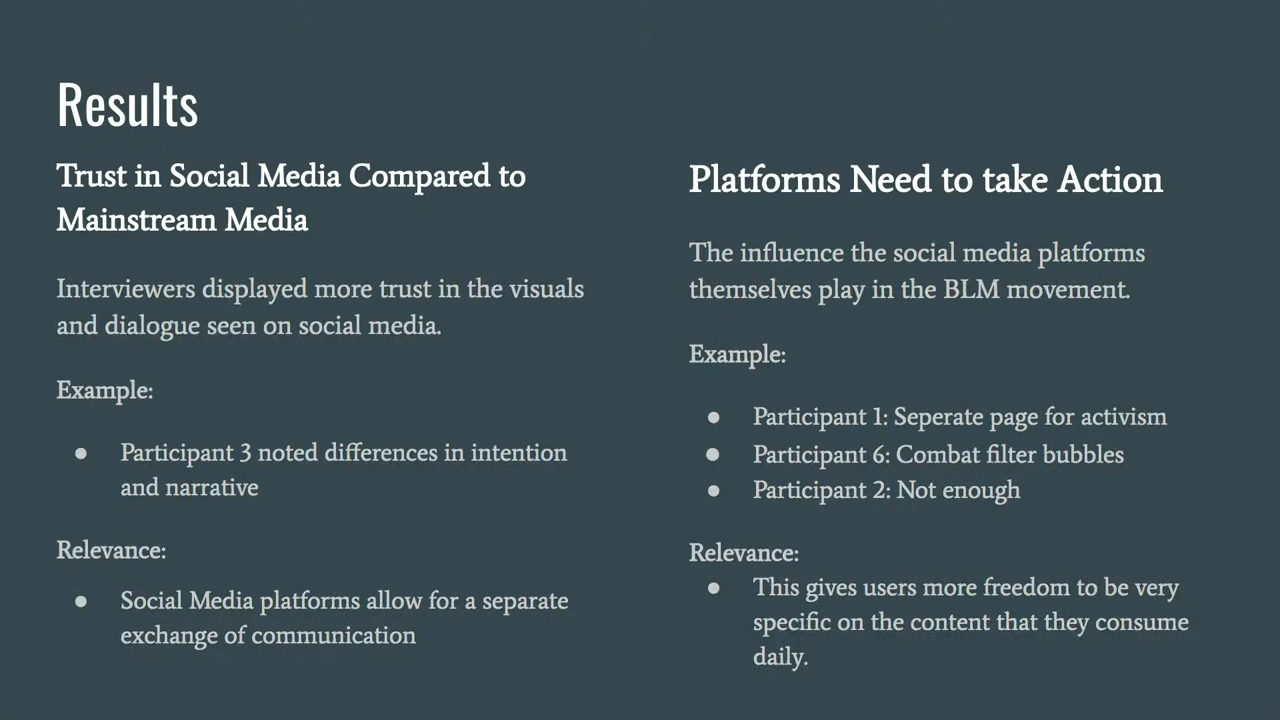 Results
Trust in Social Media Compared to
Mainstream Media
Interviewers displayed more trust in the visuals
and dialogue seen on social media.
Example:
● Participant 3 noted differences in intention
and narrative
Relevance:
● Social Media platforms allow for a separate
exchange of communication
Platforms Need to take Action
The influence the social media platforms
themselves play in the BLM movement.
Example:
● Participant 1: Seperate page for activism
● Participant 6: Combat filter bubbles
● Participant 2: Not enough
Relevance:
● This gives users more freedom to be very
specific on the content that they consume
daily.